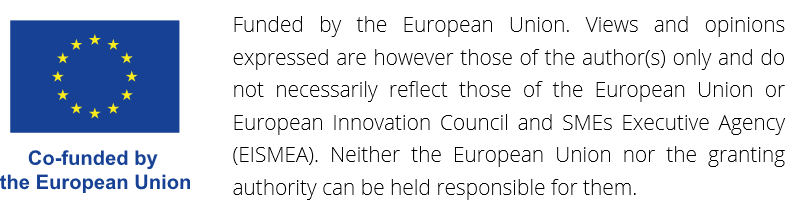 Co-funded by
the European Union
Funded by the European Union. Views and opinions
expressed are however those of the author(s) only and do
not necessarily reflect those of the European Union or
European Innovation Council and SMEs Executive Agency
(EISMEA). Neither the European Union nor the granting
authority can be held responsible for them.